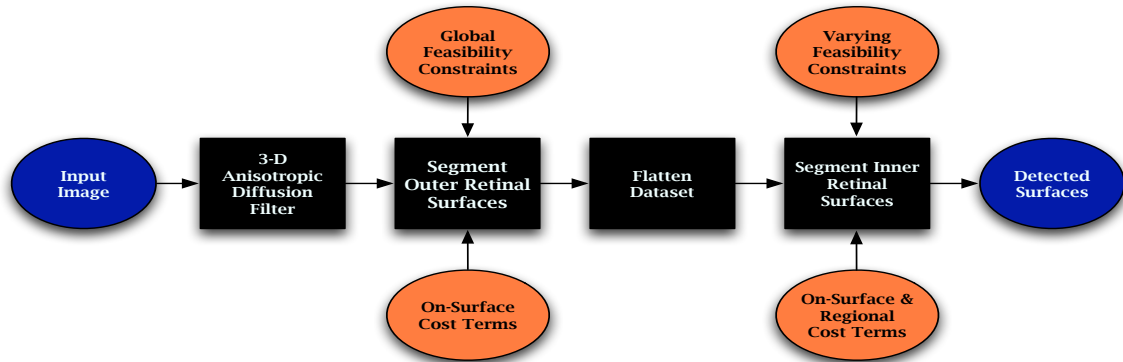 Global
Feasibility
Constraints
Varying
Feasibility
Constraints
Input
Image
3-D
Anisotropic
Diffusion
Filter
Segment
Outer Retinal
Surfaces
Flatten
Dataset
Segment Inner
Retinal
Surfaces
Detected
Surfaces
On-Surface
Cost Terms
On-Surface &
Regional
Cost Terms